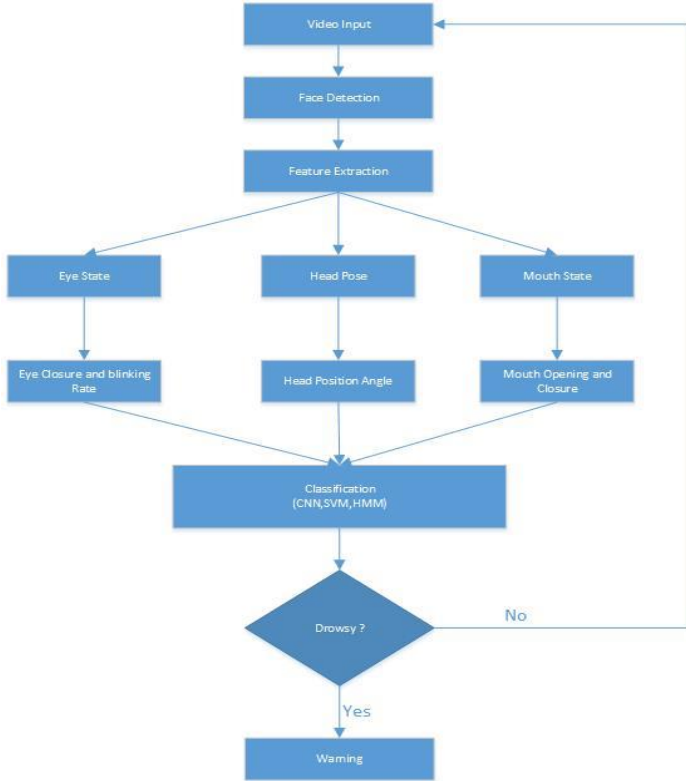 Video Input
Face Detection
Feature Extraction
Eye State
Head Pose
Mouth State
Eye Closure and blinking
Rate
Head Position Angle
Mouth Opening and
Closure
Classification
(CNN,SVM,HMM)
Drowsy ?
No
Yes
Warning